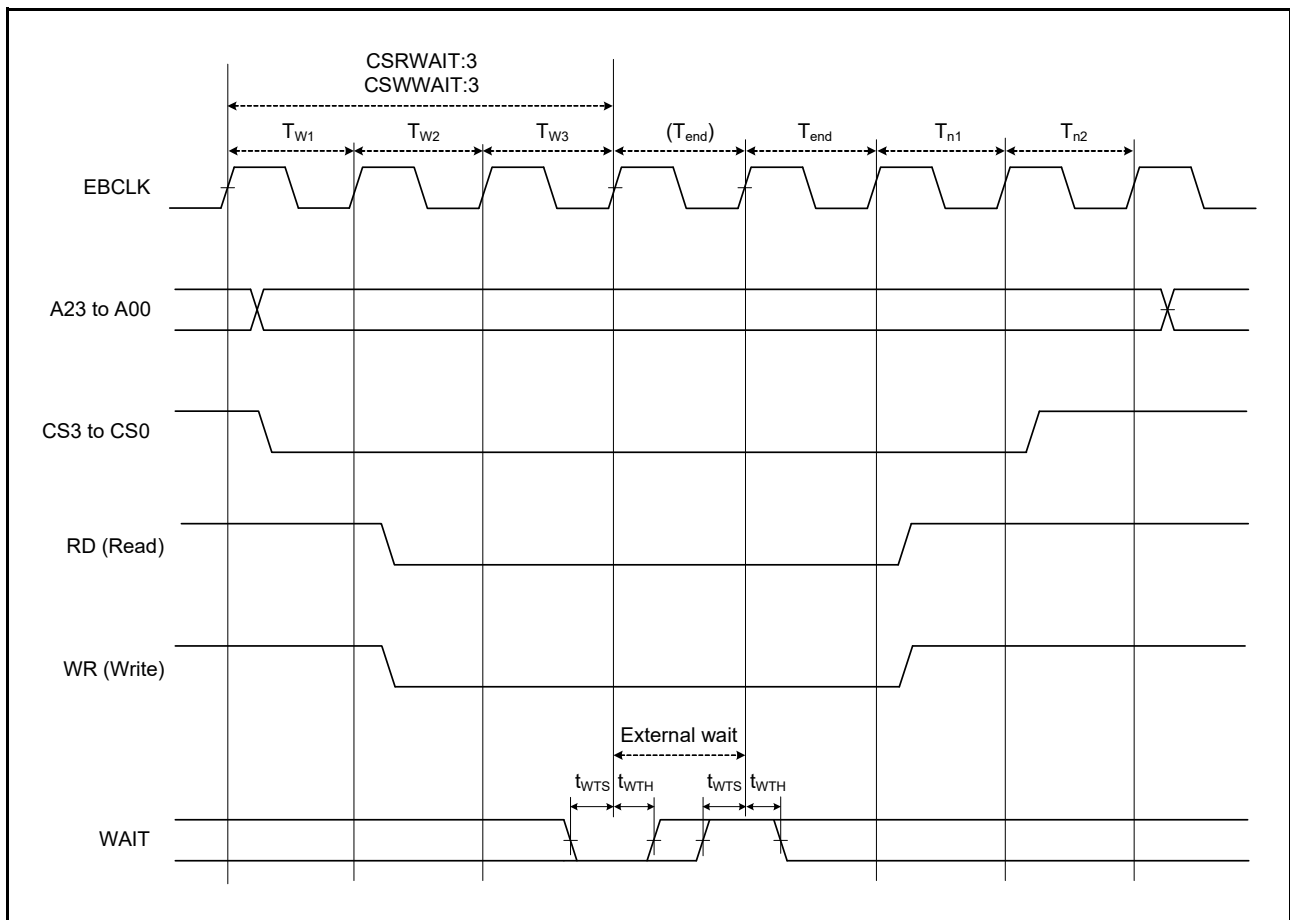 CSRWAIT:3
CSWWAIT:3
TW1 TW2 TW3 (Tend) Tend Tn1 Tn2
EBCLK
A23 to A00
CS3 to CS0
RD (Read)
WR (Write)
External wait
tWTS tWTH tWTS tWTH
WAIT